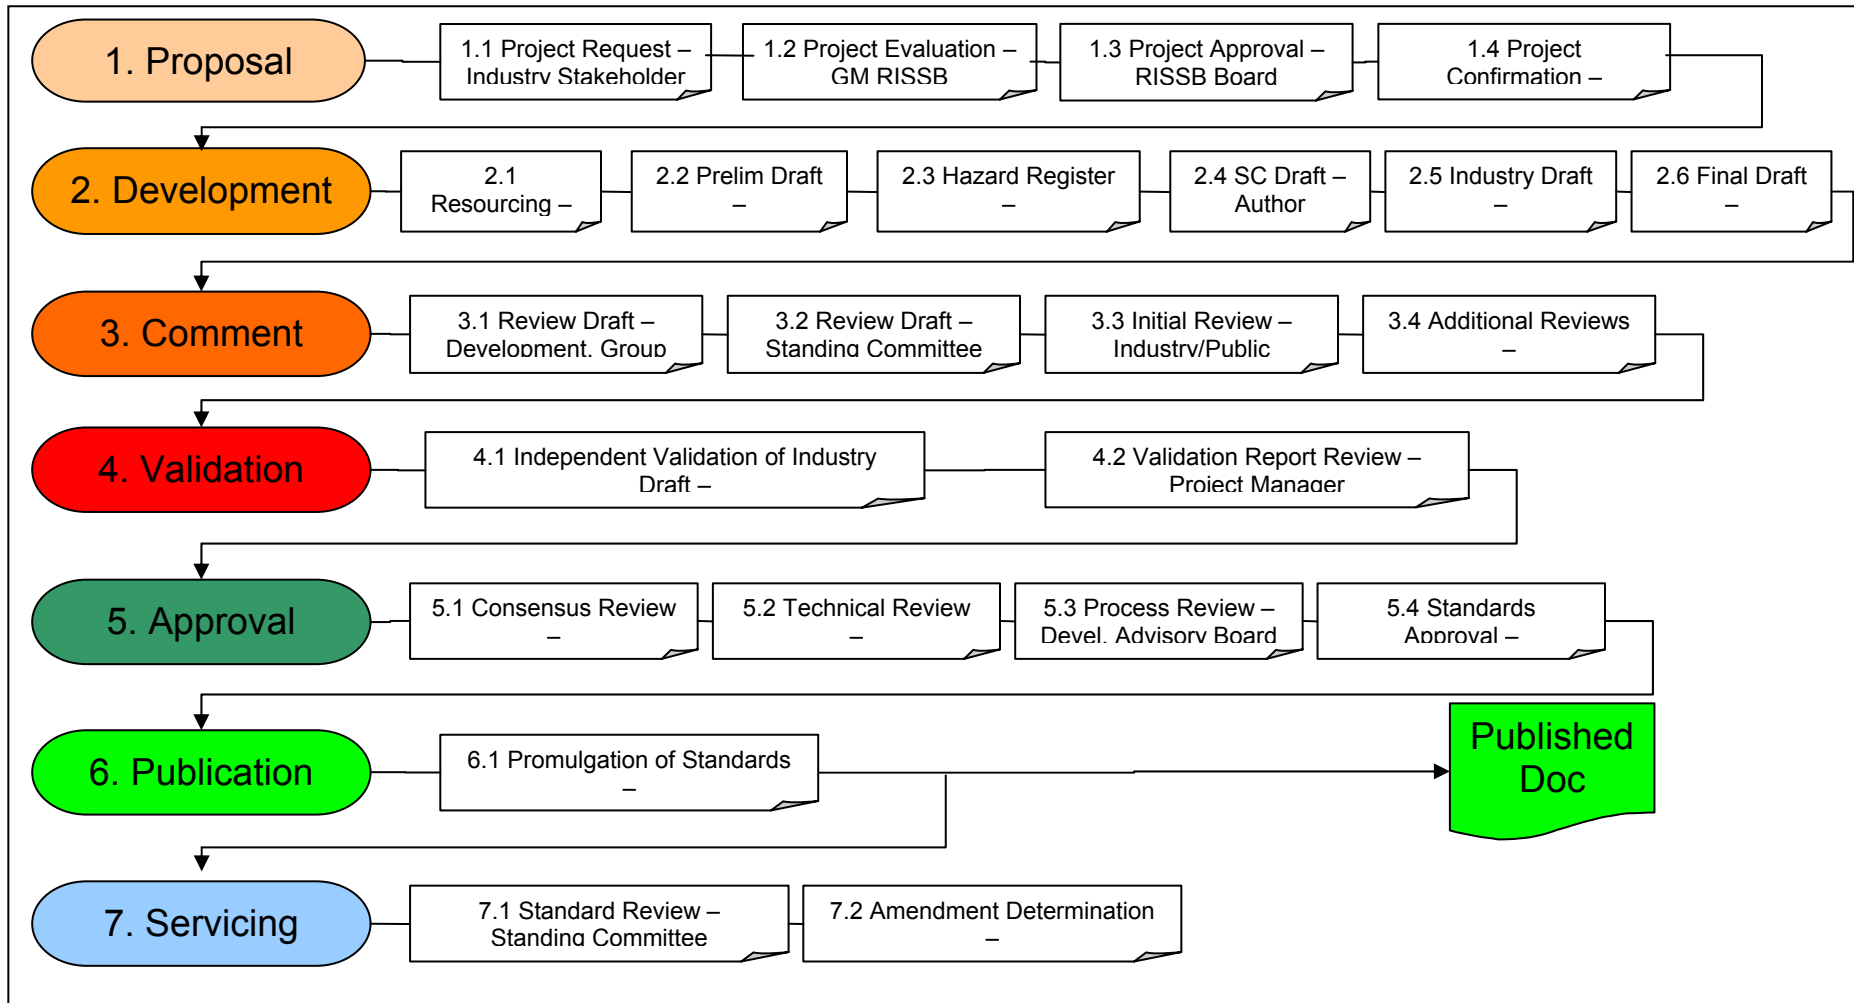 1. Proposal
1.1 Project Request –
Industry Stakeholder
1.2 Project Evaluation –
GM RISSB
1.3 Project Approval –
RISSB Board
1.4 Project
Confirmation –
2. Development
2.1
Resourcing –
2.2 Prelim Draft
–
2.3 Hazard Register
–
2.4 SC Draft –
Author
2.5 Industry Draft
–
2.6 Final Draft
–
3. Comment
3.1 Review Draft –
Development. Group
3.2 Review Draft –
Standing Committee
3.3 Initial Review –
Industry/Public
3.4 Additional Reviews
–
4. Validation
4.1 Independent Validation of Industry
Draft –
4.2 Validation Report Review –
Project Manager
5. Approval
5.1 Consensus Review
–
5.2 Technical Review
–
5.3 Process Review –
Devel. Advisory Board
5.4 Standards
Approval –
6. Publication
6.1 Promulgation of Standards
–
Published
Doc
7. Servicing
7.1 Standard Review –
Standing Committee
7.2 Amendment Determination
–